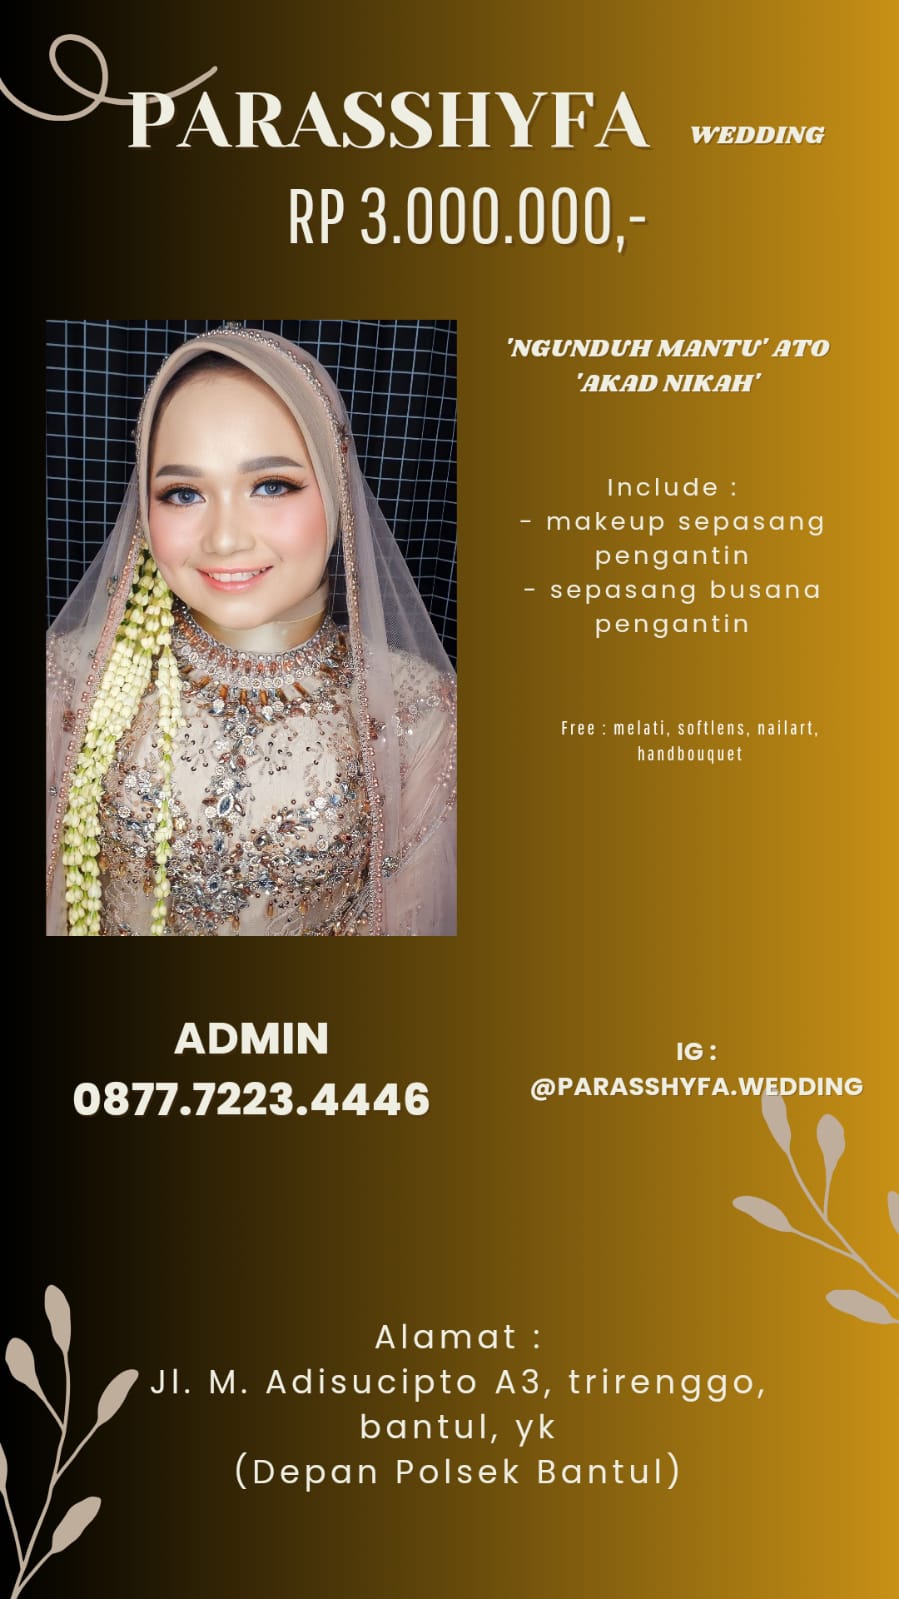 PARASSHYFA WEDDING
RP 3.000.000,-
'NGUNDUH MANTU' ATO
'AKAD NIKAH'
Include :
- makeup sepasang
pengantin
- sepasang busana
pengantin
Free : melati, softlens, nailart,
handbouquet
ADMIN
0877.7223.4446
IG :
@PARASSHYFA.WEDDING
Alamat :
Jl. M. Adisucipto A3, trirenggo,
bantul, yk
(Depan Polsek Bantul)